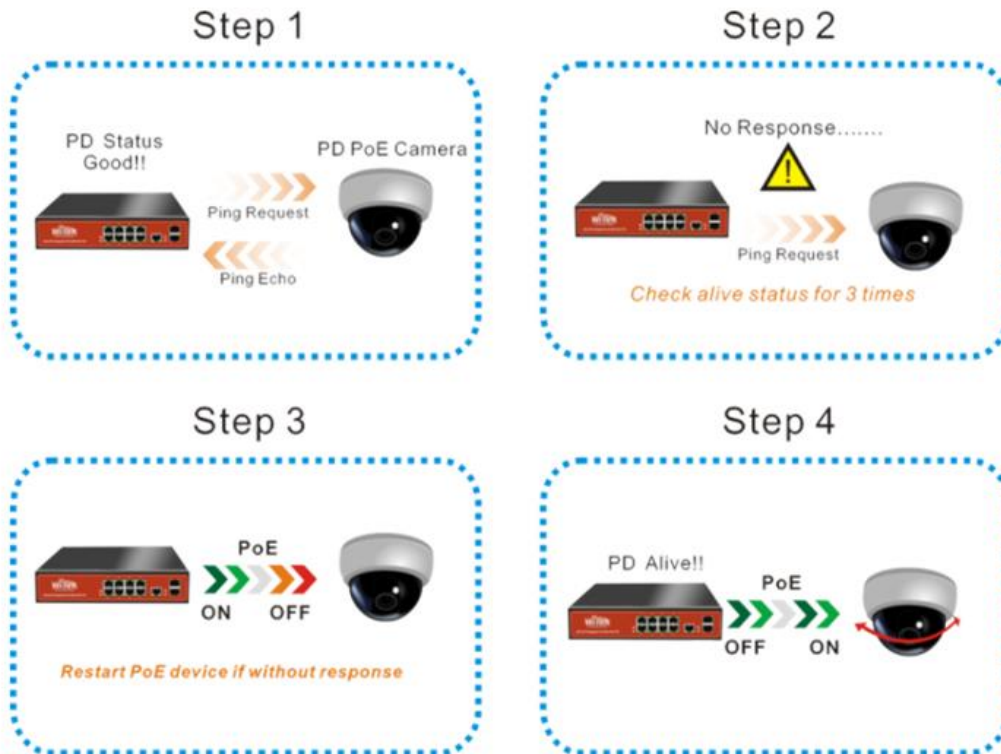 Step 1
PD Status
Good!!
PD PoE Camera
Ping Request
Ping Echo
Step 2
No Response.......
Ping Request
Check alive status for 3 times
Step 3
PoE
ON OFF
Restart PoE device if without response
Step 4
PD Alive!!
PoE
OFF ON